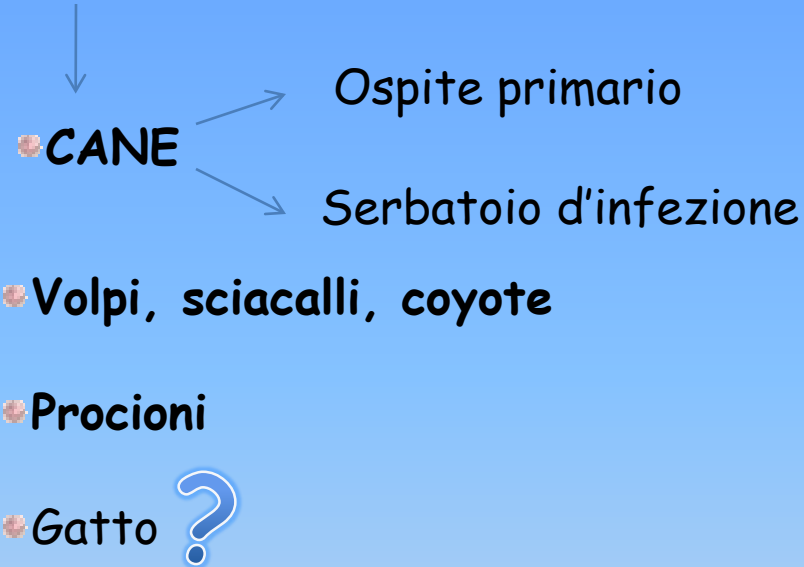 Ospite primario
CANE
Serbatoio d'infezione
Volpi, sciacalli, coyote
Procioni
Gatto ?